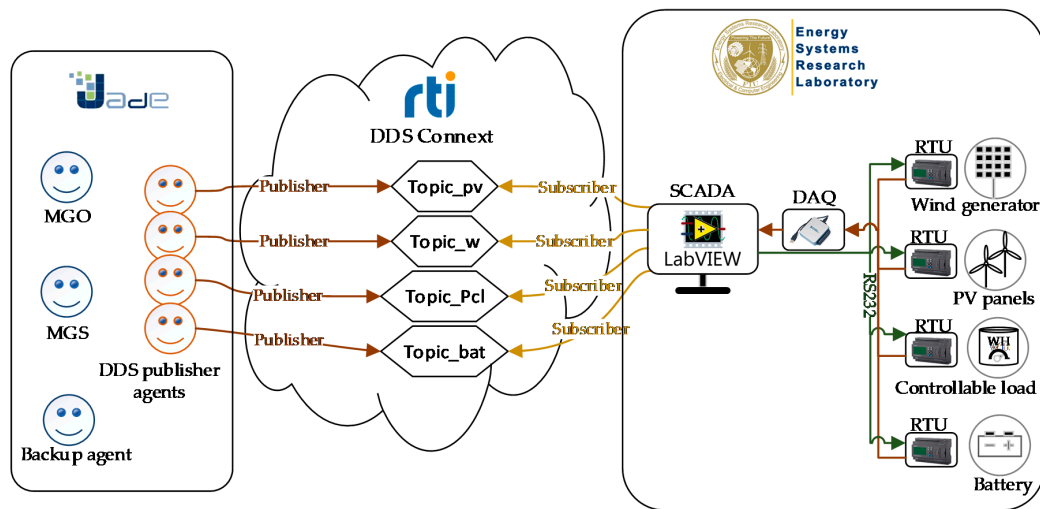 Jade
MGO
MGS
DDS publisher
agents
Backup agent
rti
DDS Connext
Publisher
Topic_pv
Subscriber
Publisher
Topic_w
Subscriber
Publisher
Topic_Pcl
Subscriber
Publisher
Topic_bat
Subscriber
Energy
Systems
Research
Laboratory
SCADA
LabVIEW
DAQ
RS232
RTU
Wind generator
RTU
PV panels
RTU
WH
Controllable load
RTU
Battery